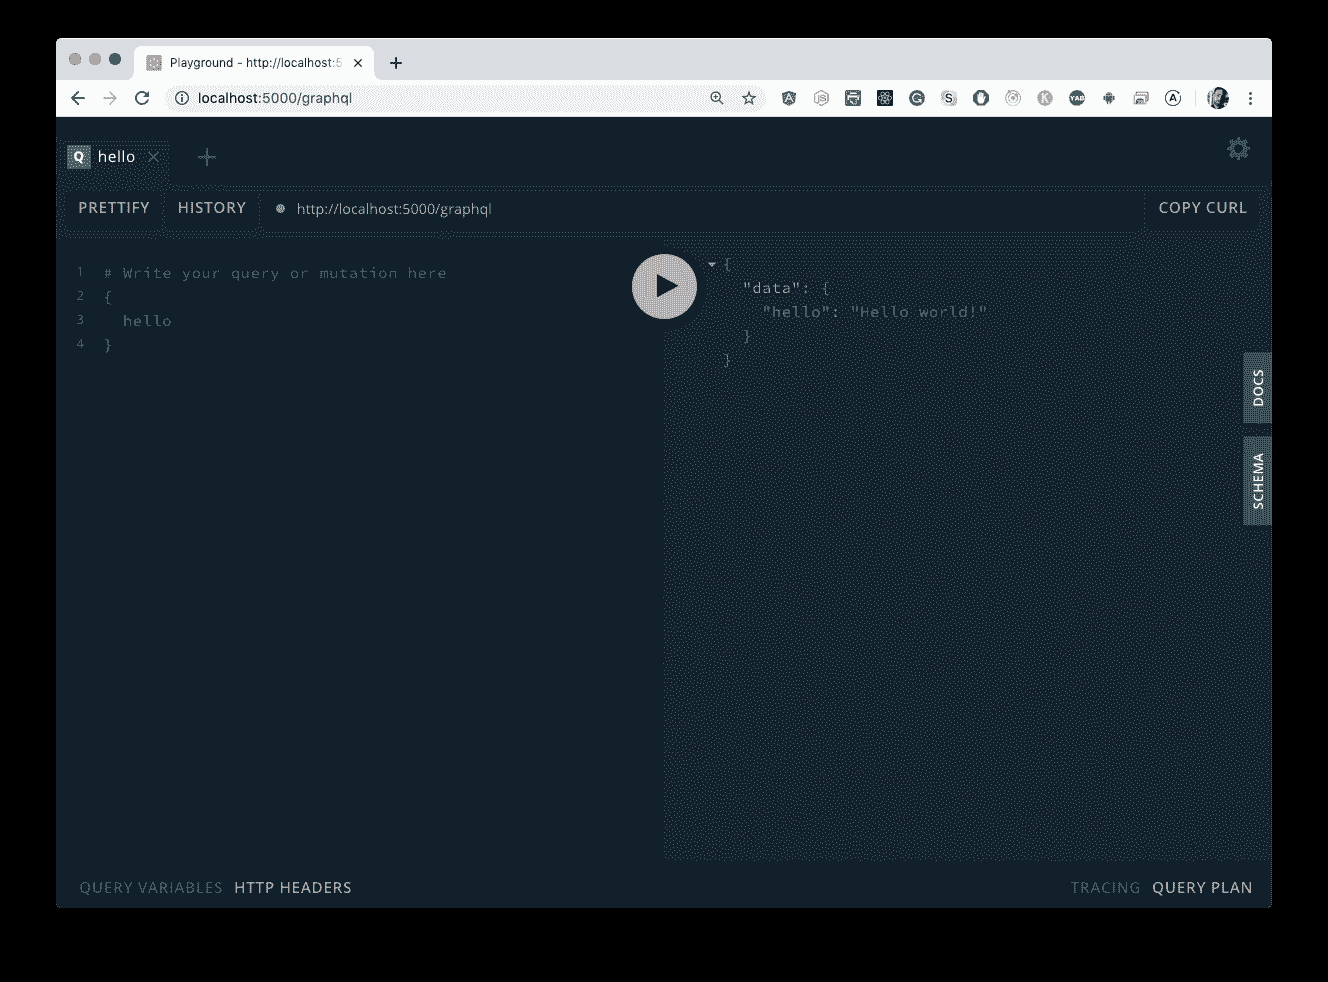 Playground - http://localhost:5
localhost:5000/graphql
YAB
Q hello
PRETTIFY HISTORY http://localhost:5000/graphql COPY CURL
1 # Write your query or mutation here
2 {
3 hello
4 }
{
"data": {
"hello": "Hello world!"
}
}
DOCS
SCHEMA
QUERY VARIABLES HTTP HEADERS
TRACING QUERY PLAN